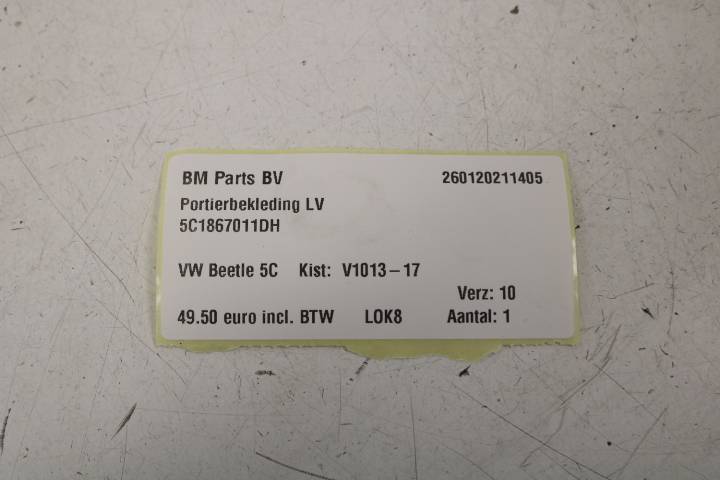 BM Parts BV 260120211405
Portierbekleding LV
5C1867011DH
VW Beetle 5C Kist: V1013-17
Verz: 10
49.50 euro incl. BTW LOK8 Aantal: 1